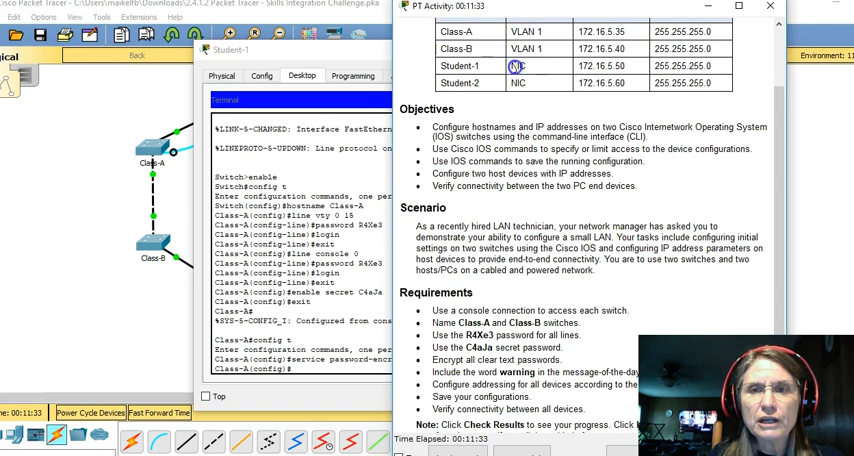 Cisco Packet Tracer - C:\Users\maikelfb\Downloads\2.4.1.2 Packet Tracer - Skills Integration Challenge.pka
Edit Options View Tools Extensions Help
Logical
Environment: 11
Student-1
Physical Config Desktop Programming
Terminal
%LINK-5-CHANGED: Interface FastEthern
%LINEPROTO-5-UPDOWN: Line protocol on
Switch>enable
Switch#config t
Enter configuration commands, one per
Switch(config)#hostname Class-A
Class-A(config)#line vty 0 15
Class-A(config-line)#password R4Xe3
Class-A(config-line)#login
Class-A(config-line)#exit
Class-A(config)#line console 0
Class-A(config-line)#password R4Xe3
Class-A(config-line)#login
Class-A(config-line)#exit
Class-A(config)#enable secret C4aJa
Class-A(config)#exit
Class-A#
%SYS-5-CONFIG_I: Configured from cons
Class-A#config t
Enter configuration commands, one per
Class-A(config)#service password-encr
Class-A(config)#
Top
Class-A
Class-B
PT Activity: 00:11:33
Class-A VLAN 1 172.16.5.35 255.255.255.0
Class-B VLAN 1 172.16.5.40 255.255.255.0
Student-1 NIC 172.16.5.50 255.255.255.0
Student-2 NIC 172.16.5.60 255.255.255.0
Objectives
• Configure hostnames and IP addresses on two Cisco Internetwork Operating System
(IOS) switches using the command-line interface (CLI).
• Use Cisco IOS commands to specify or limit access to the device configurations.
• Use IOS commands to save the running configuration.
• Configure two host devices with IP addresses.
• Verify connectivity between the two PC end devices.
Scenario
As a recently hired LAN technician, your network manager has asked you to
demonstrate your ability to configure a small LAN. Your tasks include configuring initial
settings on two switches using the Cisco IOS and configuring IP address parameters on
host devices to provide end-to-end connectivity. You are to use two switches and two
hosts/PCs on a cabled and powered network.
Requirements
• Use a console connection to access each switch.
• Name Class-A and Class-B switches.
• Use the R4Xe3 password for all lines.
• Use the C4aJa secret password.
• Encrypt all clear text passwords.
• Include the word warning in the message-of-the-day
• Configure addressing for all devices according to the
• Save your configurations.
• Verify connectivity between all devices.
Note: Click Check Results to see your progress. Click
Time Elapsed: 00:11:33
me: 00:11:33 Power Cycle Devices Fast Forward Time